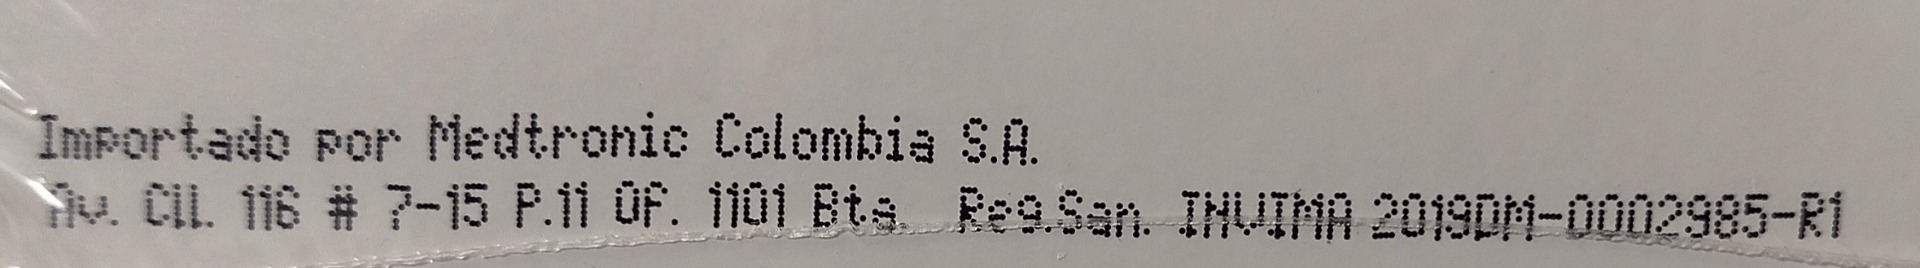 Importado por Medtronic Colombia S.A.
Av. Cll. 116 # 7-15 P.11 OF. 1101 Bta. Reg.San. INVIMA 2019DM-0002985-R1